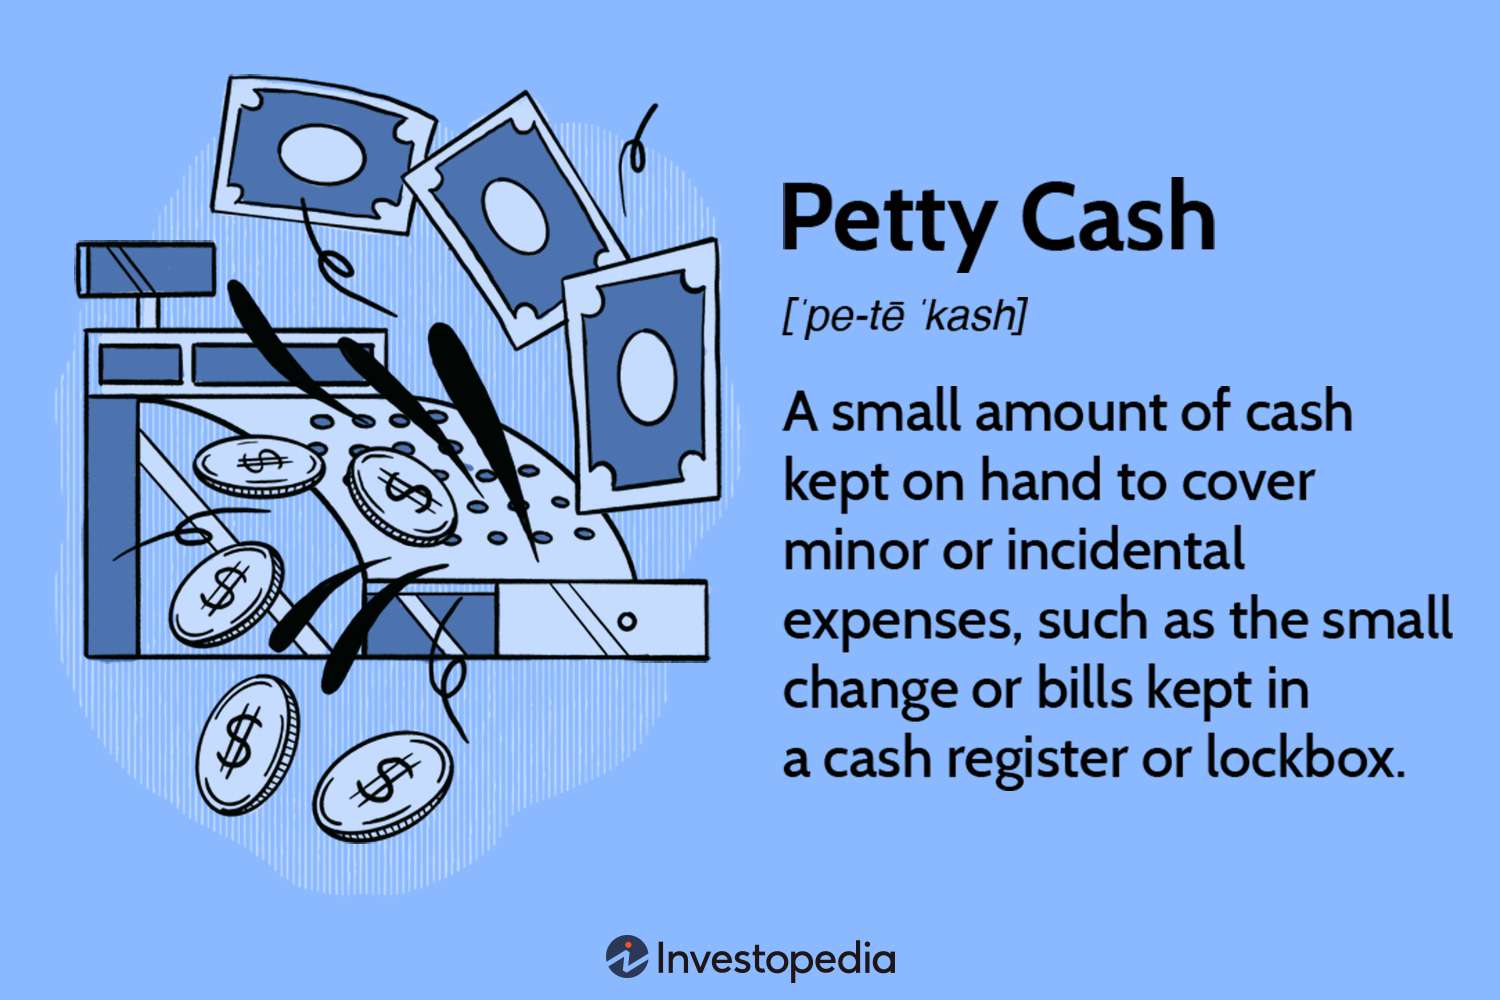 Petty Cash
[ˈpe-tē ˈkash]
A small amount of cash
kept on hand to cover
minor or incidental
expenses, such as the small
change or bills kept in
a cash register or lockbox.
Investopedia